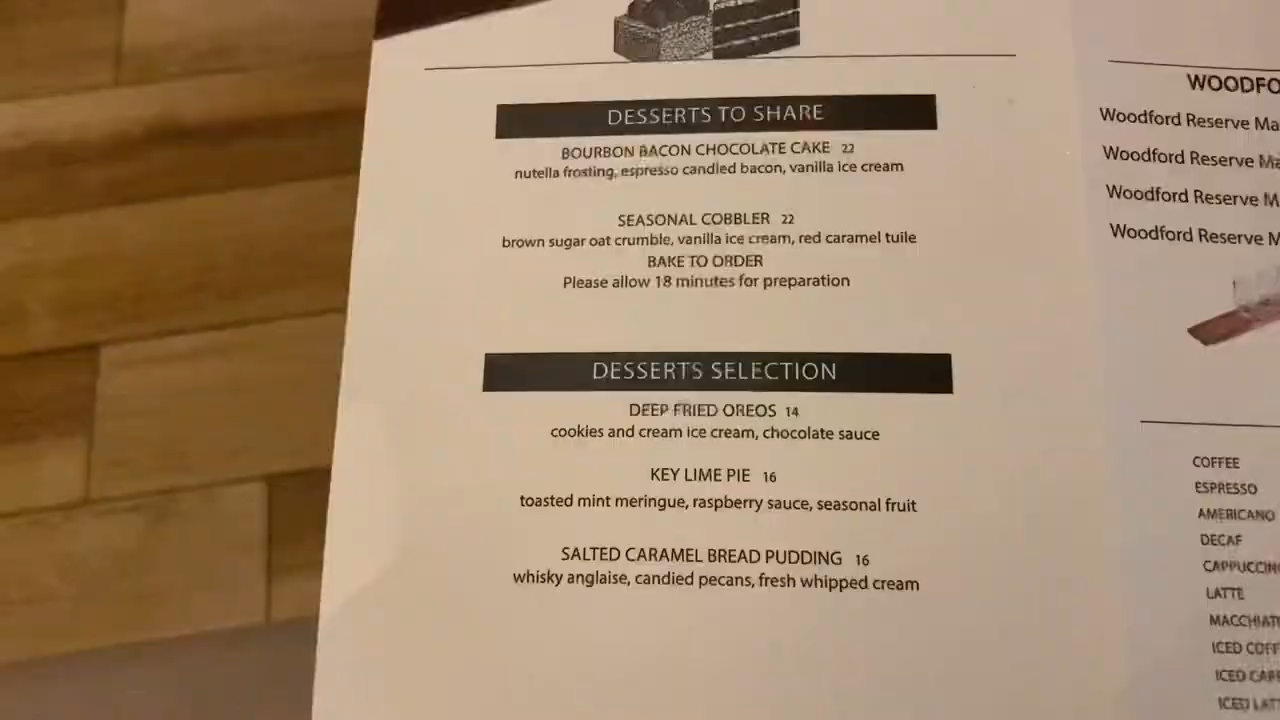 DESSERTS TO SHARE
BOURBON BACON CHOCOLATE CAKE 22
nutella frosting, espresso candied bacon, vanilla ice cream
SEASONAL COBBLER 22
brown sugar oat crumble, vanilla ice cream, red caramel tuile
BAKE TO ORDER
Please allow 18 minutes for preparation
DESSERTS SELECTION
DEEP FRIED OREOS 14
cookies and cream ice cream, chocolate sauce
KEY LIME PIE 16
toasted mint meringue, raspberry sauce, seasonal fruit
SALTED CARAMEL BREAD PUDDING 16
whisky anglaise, candied pecans, fresh whipped cream
Woodford Reserve
Woodford Reserve
Woodford Reserve
Woodford Reserve
COFFEE
ESPRESSO
AMERICANO
DECAF
LATTE
ICED
ICED
ICED